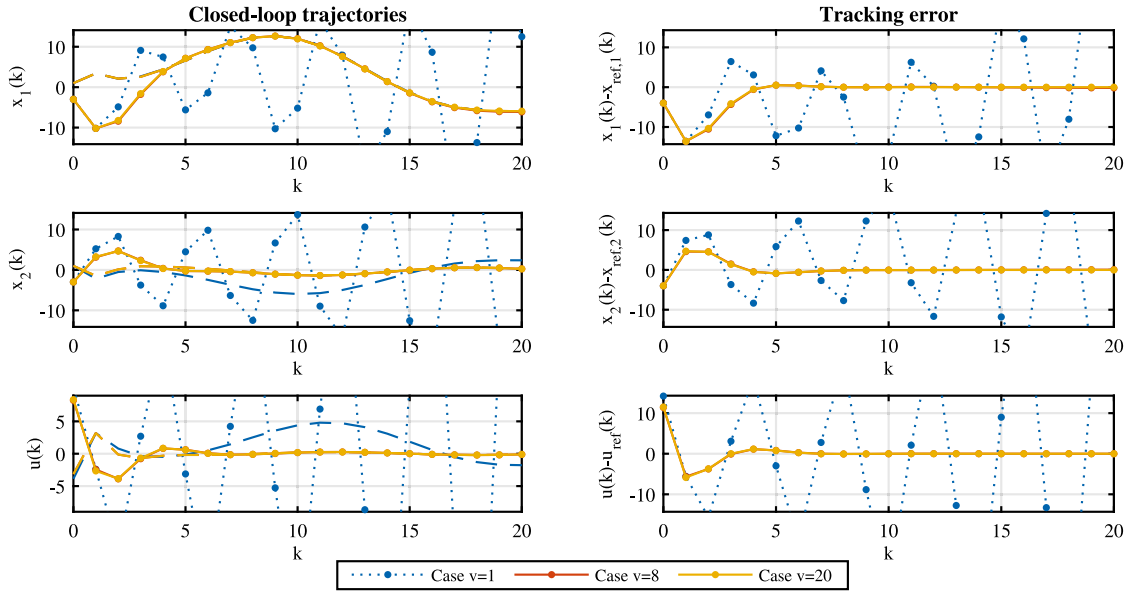 Closed-loop trajectories
Tracking error
10
0
-10
x1(k)
0 5 10 15 20
k
10
0
-10
x1(k)-xref,1(k)
0 5 10 15 20
k
10
0
-10
x2(k)
0 5 10 15 20
k
10
0
-10
x2(k)-xref,2(k)
0 5 10 15 20
k
5
0
-5
u(k)
0 5 10 15 20
k
10
0
-10
u(k)-uref(k)
0 5 10 15 20
k
Case v=1 Case v=8 Case v=20